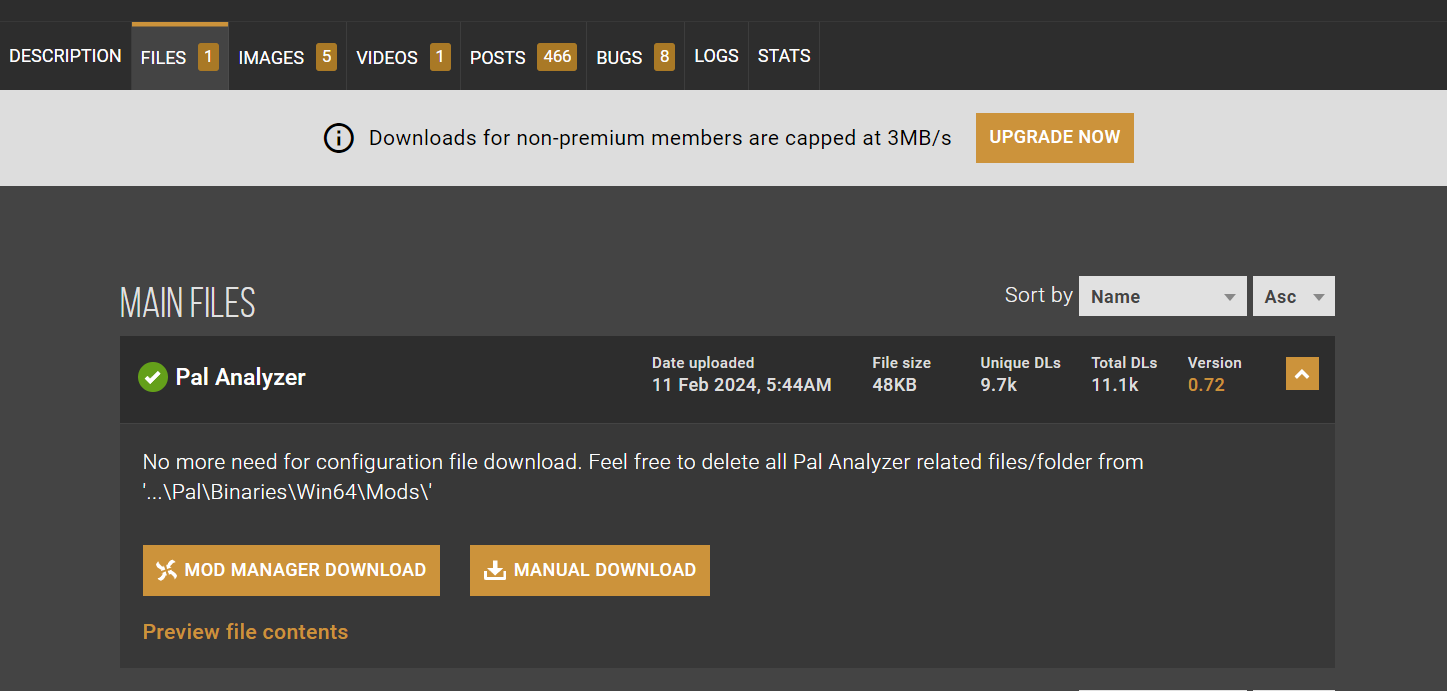 DESCRIPTION FILES 1 IMAGES 5 VIDEOS 1 POSTS 466 BUGS 8 LOGS STATS
Downloads for non-premium members are capped at 3MB/s UPGRADE NOW
MAIN FILES
Sort by Name Asc
Pal Analyzer
Date uploaded File size Unique DLs Total DLs Version
11 Feb 2024, 5:44AM 48KB 9.7k 11.1k 0.72
No more need for configuration file download. Feel free to delete all Pal Analyzer related files/folder from
'...\Pal\Binaries\Win64\Mods\'
MOD MANAGER DOWNLOAD MANUAL DOWNLOAD
Preview file contents